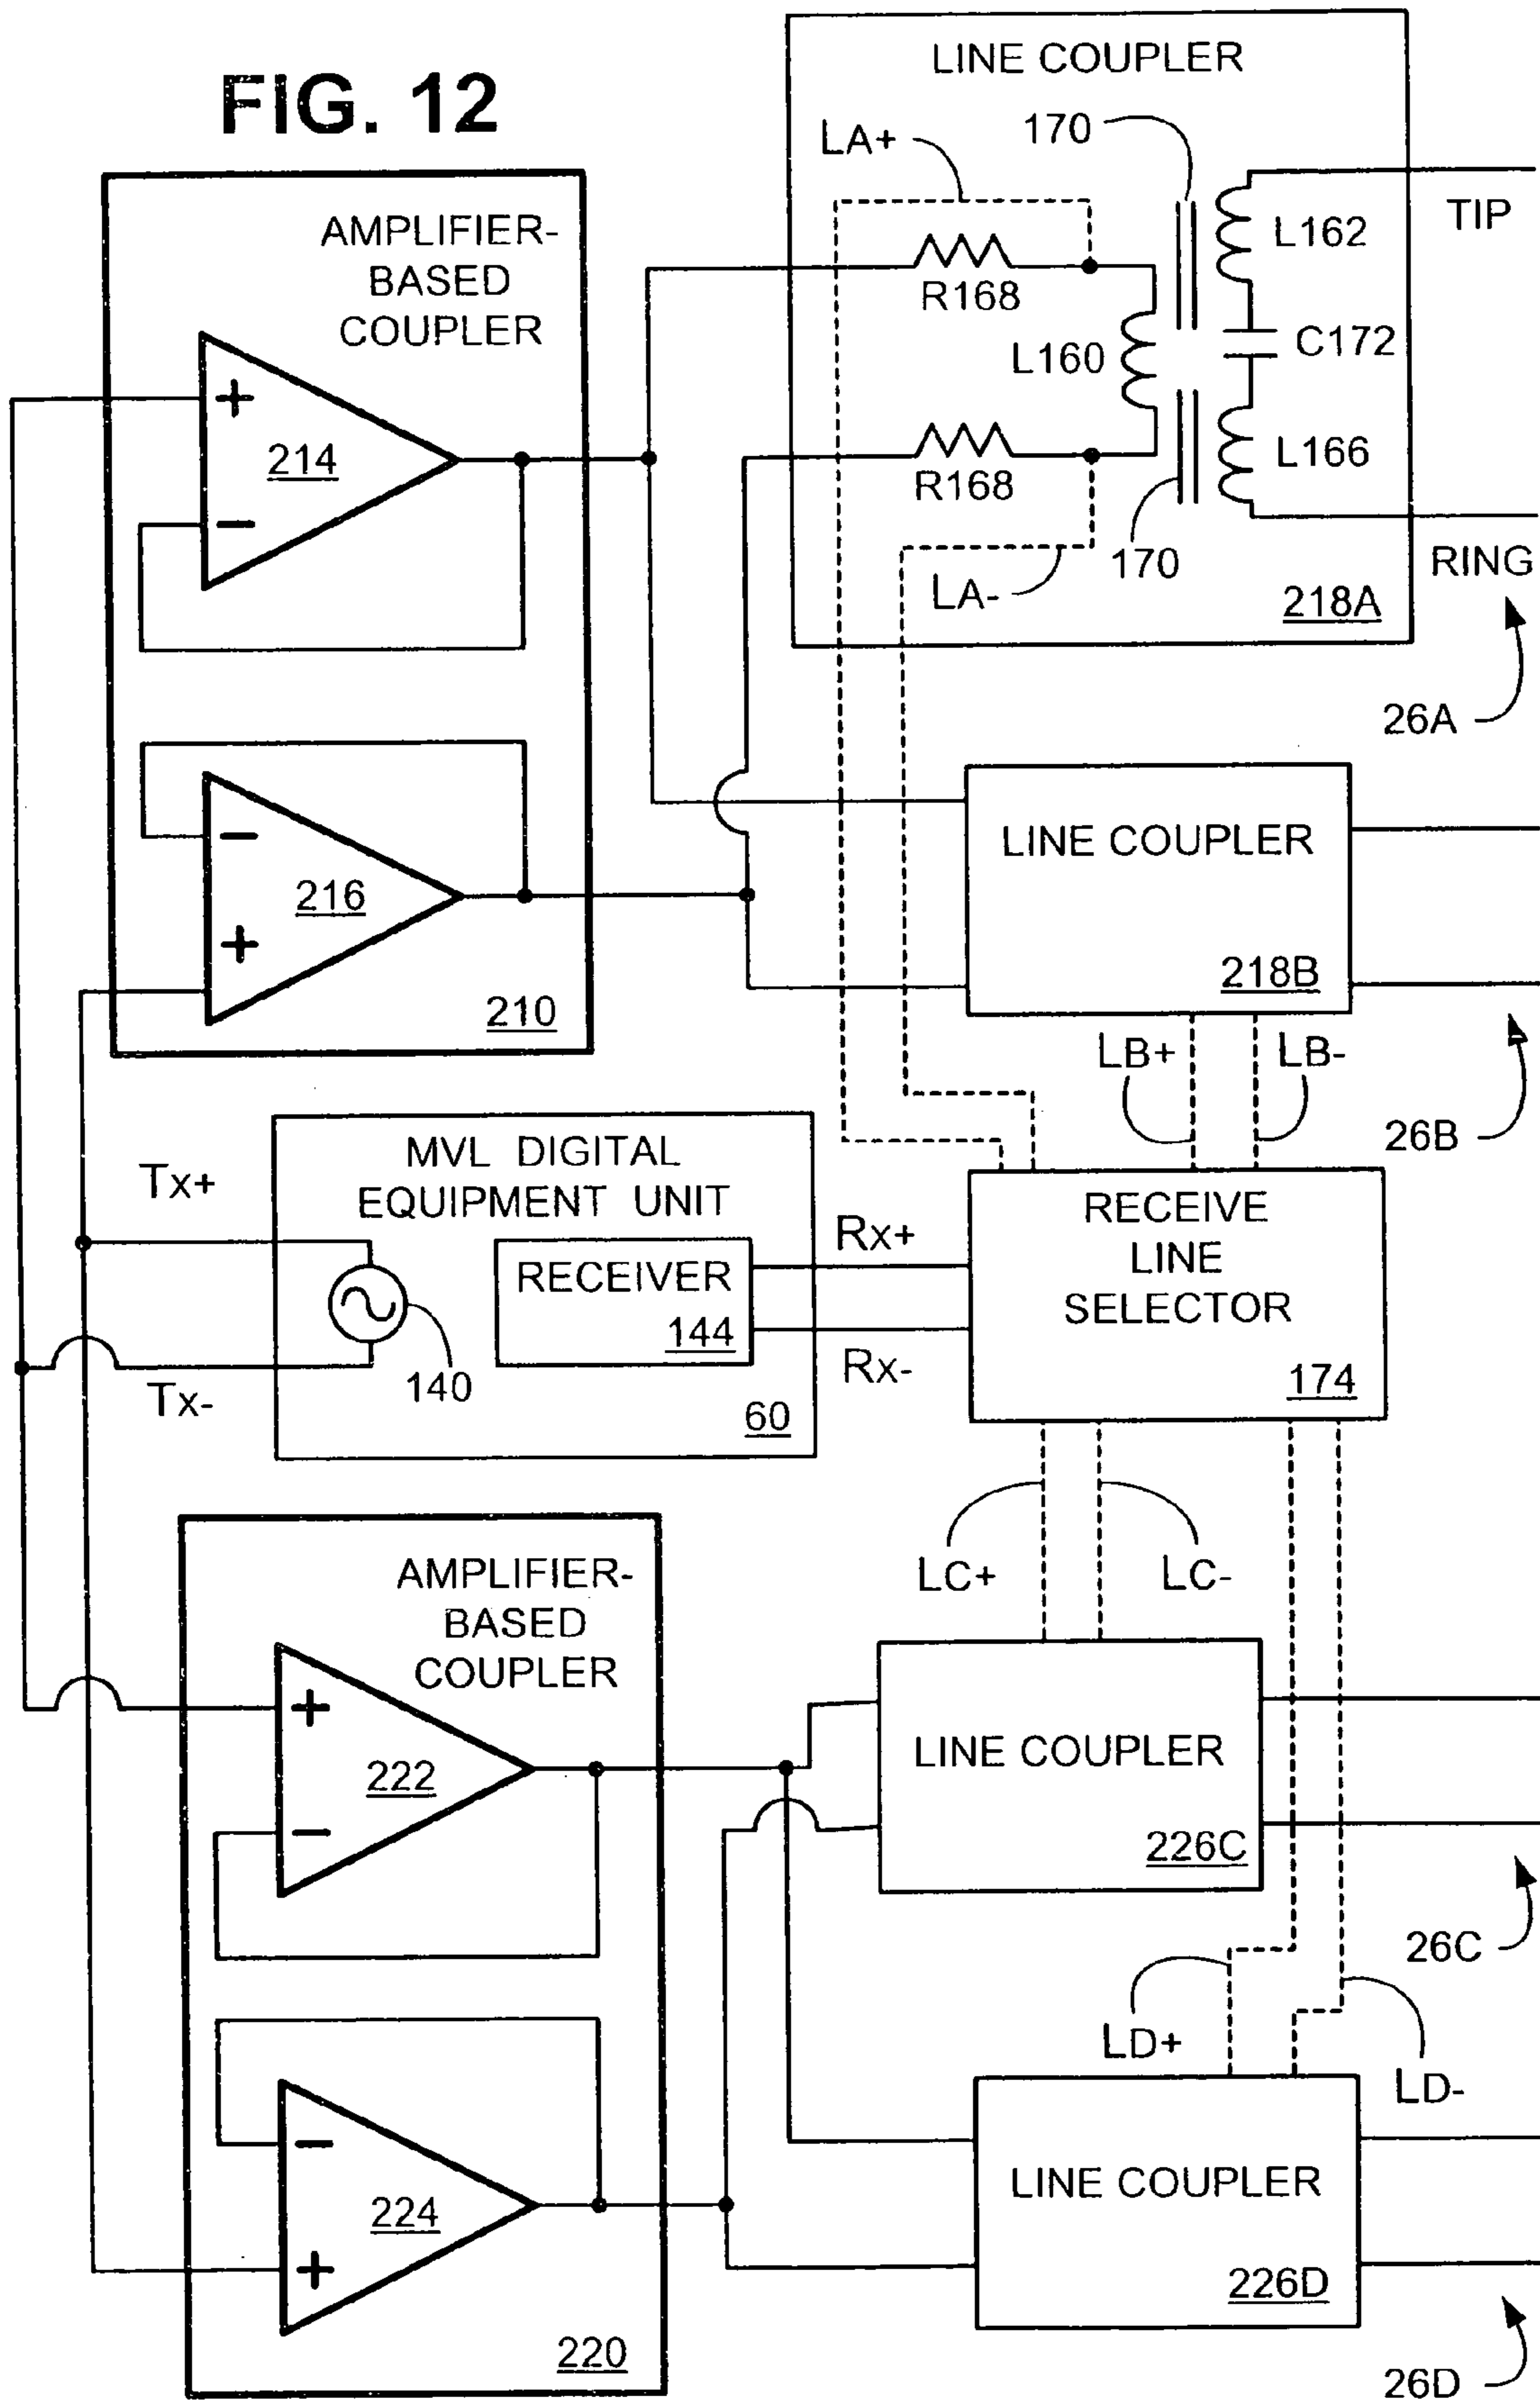 FIG. 12
LINE COUPLER
LA+
170
TIP
L162
AMPLIFIER-
BASED
COUPLER
R168
L160
C172
+
214
−
R168
L166
170
RING
LA-
218A
26A
−
216
+
210
LINE COUPLER
218B
LB+
LB-
26B
MVL DIGITAL
EQUIPMENT UNIT
Tx+
RECEIVER
144
Rx+
Rx-
RECEIVE
LINE
SELECTOR
174
Tx-
140
60
AMPLIFIER-
BASED
COUPLER
LC+
LC-
+
222
−
LINE COUPLER
226C
26C
LD+
LD-
−
224
+
220
LINE COUPLER
226D
26D